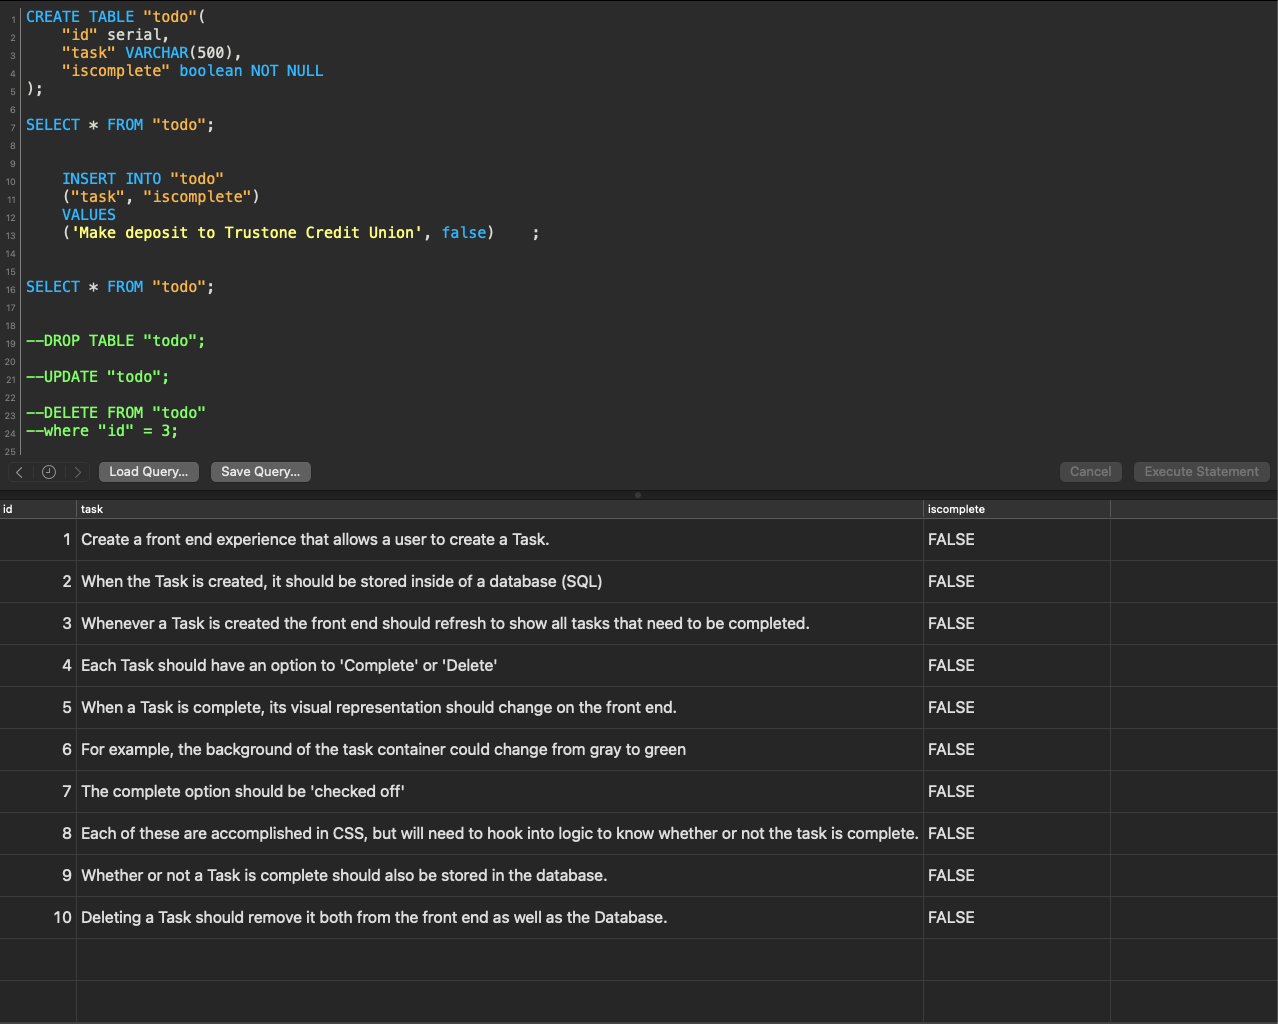 1 CREATE TABLE "todo"(
2 "id" serial,
3 "task" VARCHAR(500),
4 "iscomplete" boolean NOT NULL
5 );
6
7 SELECT * FROM "todo";
8
9
10 INSERT INTO "todo"
11 ("task", "iscomplete")
12 VALUES
13 ('Make deposit to Trustone Credit Union', false) ;
14
15
16 SELECT * FROM "todo";
17
18
19 --DROP TABLE "todo";
20
21 --UPDATE "todo";
22
23 --DELETE FROM "todo"
24 --where "id" = 3;
25
Load Query... Save Query... Cancel Execute Statement
id task iscomplete
1 Create a front end experience that allows a user to create a Task. FALSE
2 When the Task is created, it should be stored inside of a database (SQL) FALSE
3 Whenever a Task is created the front end should refresh to show all tasks that need to be completed. FALSE
4 Each Task should have an option to 'Complete' or 'Delete' FALSE
5 When a Task is complete, its visual representation should change on the front end. FALSE
6 For example, the background of the task container could change from gray to green FALSE
7 The complete option should be 'checked off' FALSE
8 Each of these are accomplished in CSS, but will need to hook into logic to know whether or not the task is complete. FALSE
9 Whether or not a Task is complete should also be stored in the database. FALSE
10 Deleting a Task should remove it both from the front end as well as the Database. FALSE